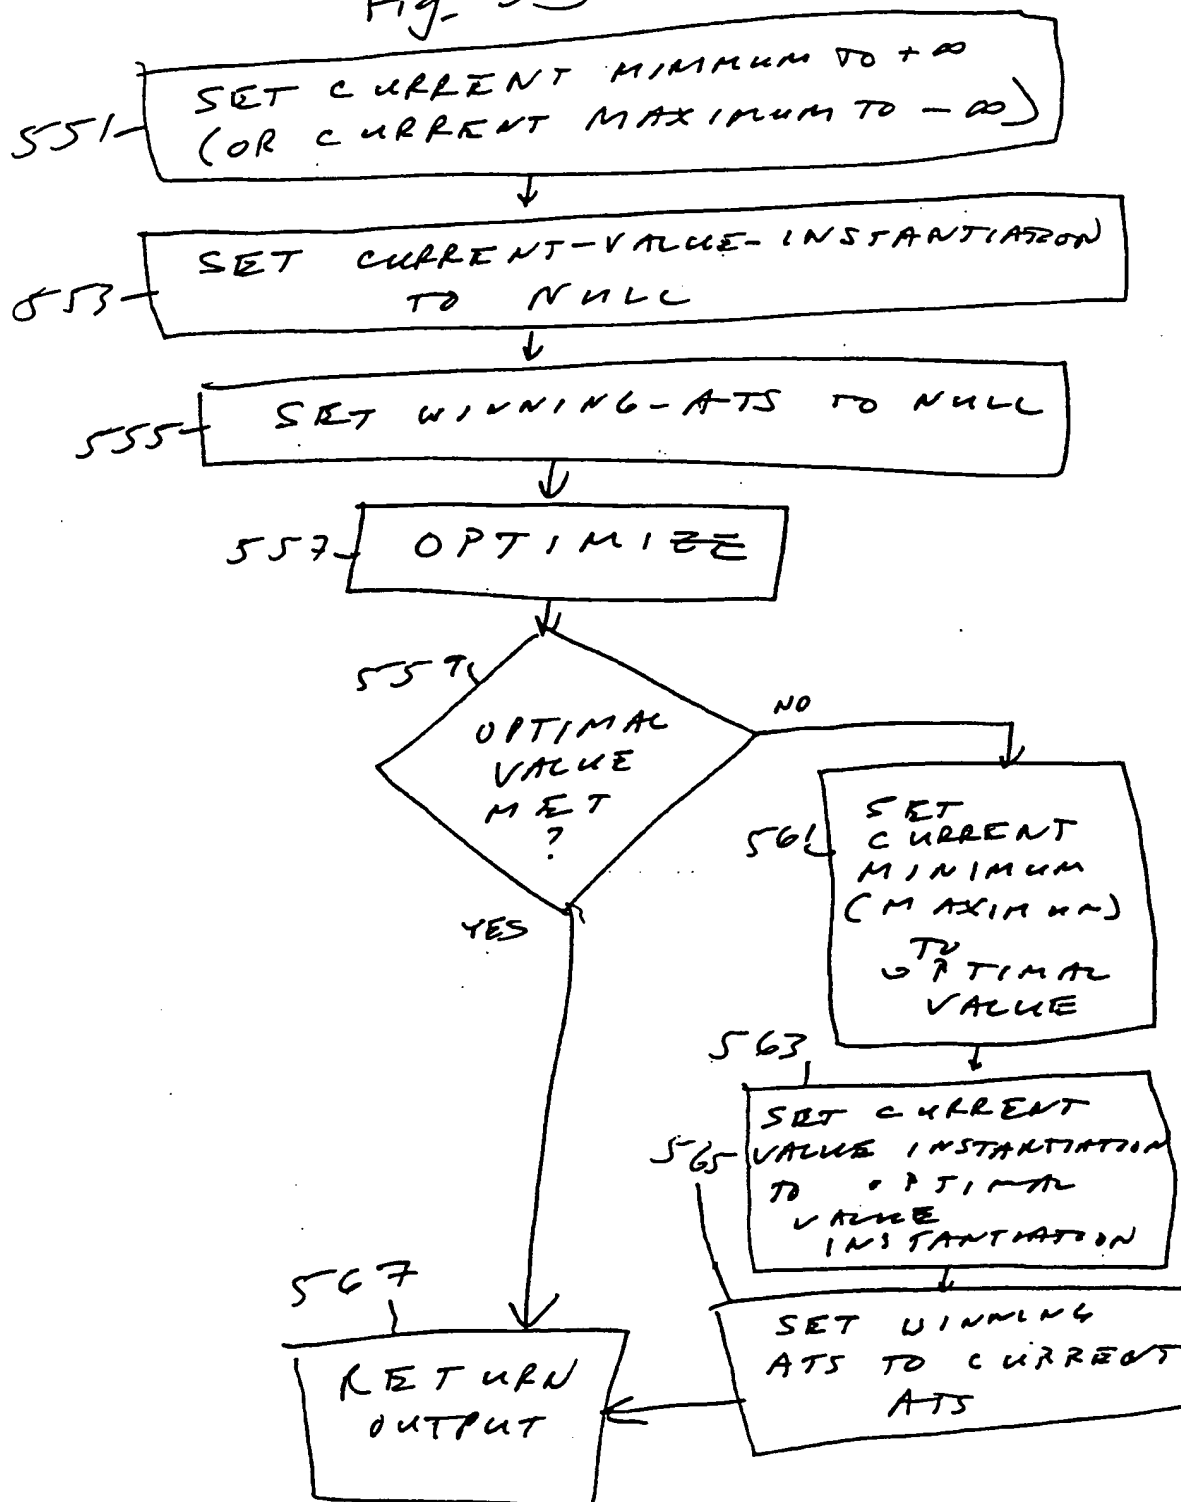 Fig.
SET CURRENT MINIMUM TO + ∞
(OR CURRENT MAXIMUM TO - ∞)
551
SET CURRENT-VALUE-INSTANTIATION
TO NULL
553
SET WINNING-ATS TO NULL
555
557
OPTIMIZE
559
OPTIMAL
VALUE
MET
?
NO
YES
561
SET
CURRENT
MINIMUM
(MAXIMUM)
TO
OPTIMAL
VALUE
563
SET CURRENT
VALUE INSTANTIATION
TO OPTIMAL
VALUE
INSTANTIATION
565
SET WINNING
ATS TO CURRENT
ATS
567
RETURN
OUTPUT